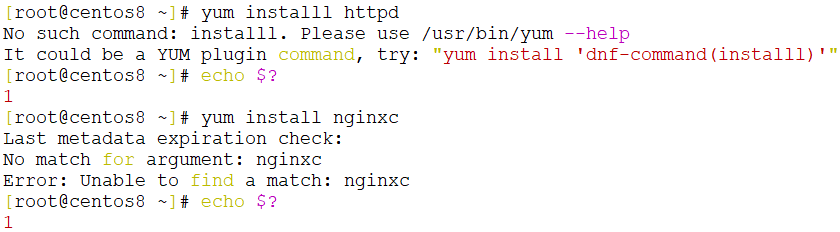 [root@centos8 ~]# yum installl httpd
No such command: installl. Please use /usr/bin/yum --help
It could be a YUM plugin command, try: "yum install 'dnf-command(installl)'"
[root@centos8 ~]# echo $?
1
[root@centos8 ~]# yum install nginxc
Last metadata expiration check:
No match for argument: nginxc
Error: Unable to find a match: nginxc
[root@centos8 ~]# echo $?
1